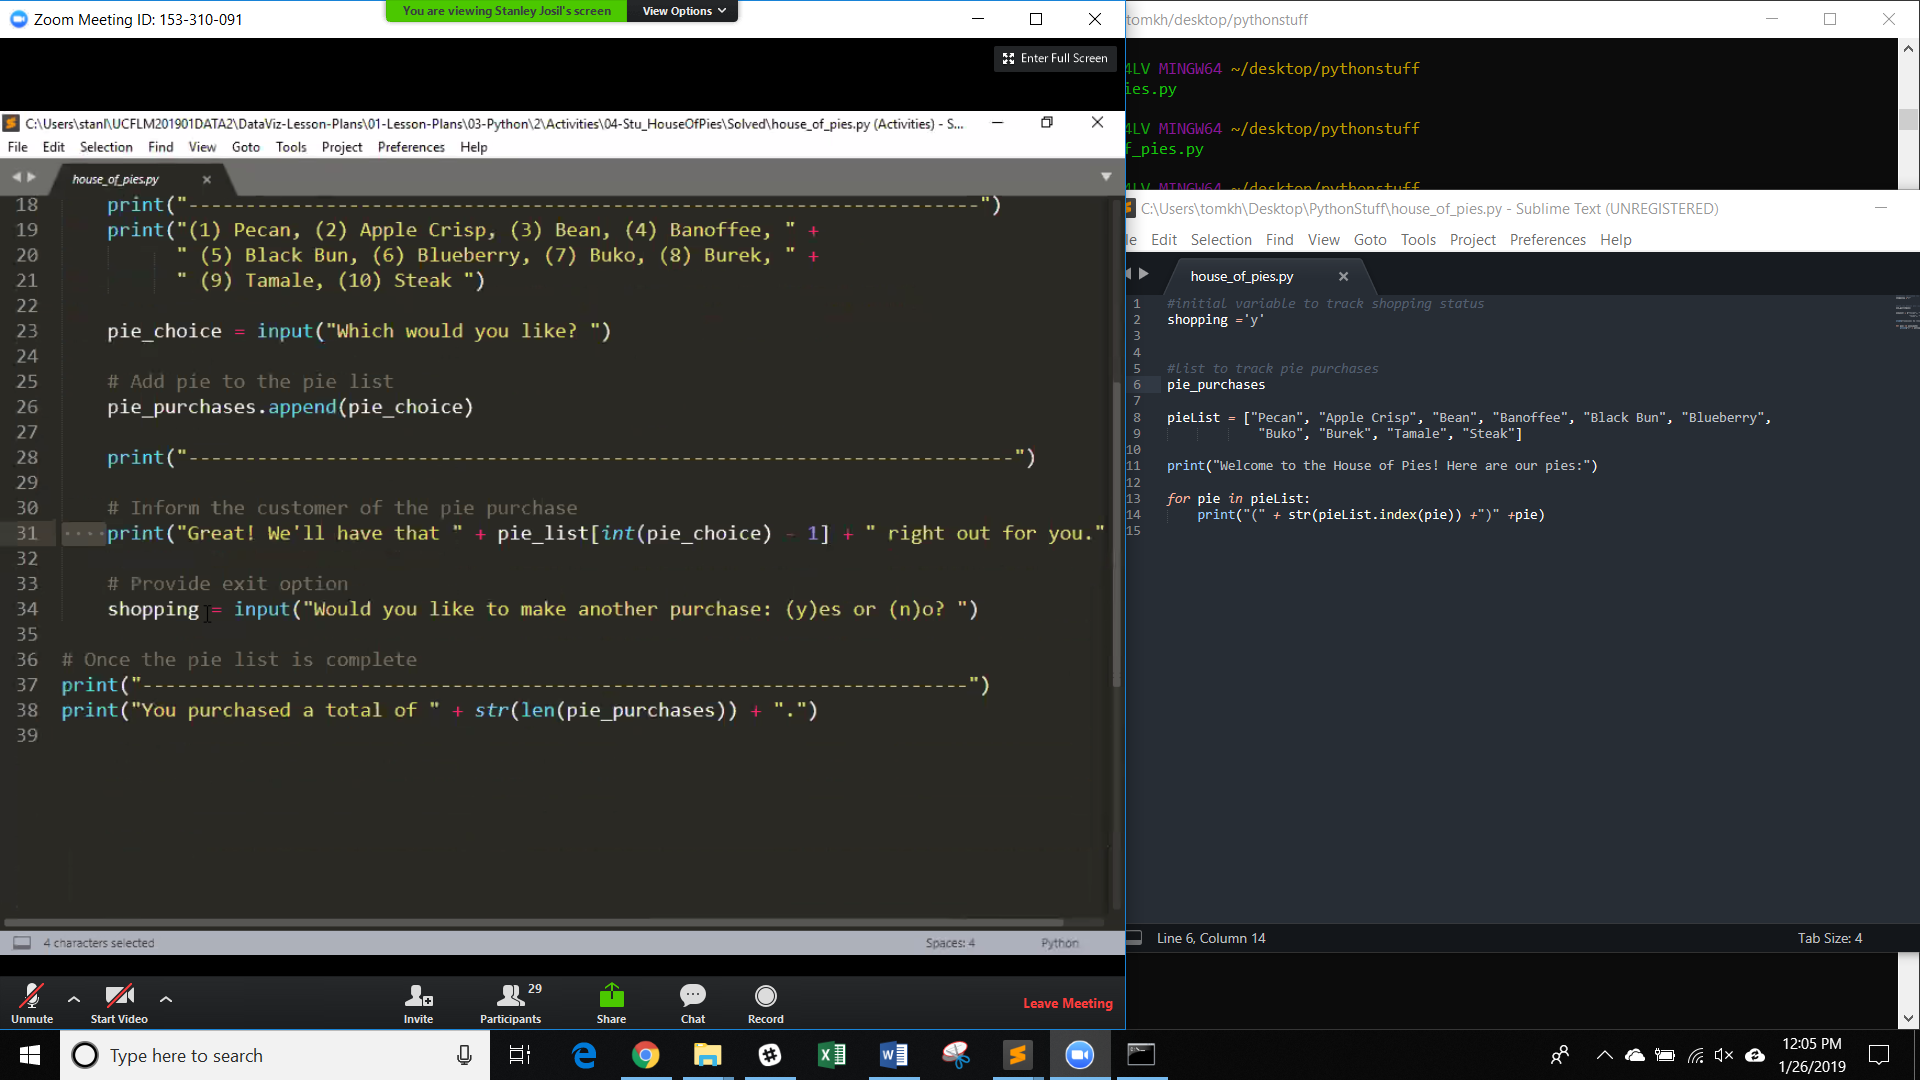 Zoom Meeting ID: 153-310-091
You are viewing Stanley Josil's screen
View Options
Enter Full Screen
C:\Users\stanl\UCFLM201901DATA2\DataViz-Lesson-Plans\01-Lesson-Plans\03-Python\2\Activities\04-Stu_HouseOfPies\Solved\house_of_pies.py (Activities) - S...
File Edit Selection Find View Goto Tools Project Preferences Help
house_of_pies.py
18 print("---------------------------------------------------------------------")
19 print("(1) Pecan, (2) Apple Crisp, (3) Bean, (4) Banoffee, " +
20 " (5) Black Bun, (6) Blueberry, (7) Buko, (8) Burek, " +
21 " (9) Tamale, (10) Steak ")
22
23 pie_choice = input("Which would you like? ")
24
25 # Add pie to the pie list
26 pie_purchases.append(pie_choice)
27
28 print("------------------------------------------------------------------------")
29
30 # Inform the customer of the pie purchase
31 print("Great! We'll have that " + pie_list[int(pie_choice) - 1] + " right out for you."
32
33 # Provide exit option
34 shopping = input("Would you like to make another purchase: (y)es or (n)o? ")
35
36 # Once the pie list is complete
37 print("------------------------------------------------------------------------")
38 print("You purchased a total of " + str(len(pie_purchases)) + ".")
39
4 characters selected
Spaces: 4
Python
Unmute
Start Video
Invite
29
Participants
Share
Chat
Record
Leave Meeting
tomkh/desktop/pythonstuff
4LV MINGW64 ~/desktop/pythonstuff
ies.py
4LV MINGW64 ~/desktop/pythonstuff
f_pies.py
4LV MINGW64 ~/desktop/pythonstuff
C:\Users\tomkh\Desktop\PythonStuff\house_of_pies.py - Sublime Text (UNREGISTERED)
le Edit Selection Find View Goto Tools Project Preferences Help
house_of_pies.py
1 #initial variable to track shopping status
2 shopping ='y'
3
4
5 #list to track pie purchases
6 pie_purchases
7
8 pieList = ["Pecan", "Apple Crisp", "Bean", "Banoffee", "Black Bun", "Blueberry",
9 "Buko", "Burek", "Tamale", "Steak"]
10
11 print("Welcome to the House of Pies! Here are our pies:")
12
13 for pie in pieList:
14 print("(" + str(pieList.index(pie)) +")" +pie)
15
Line 6, Column 14
Tab Size: 4
Type here to search
12:05 PM
1/26/2019